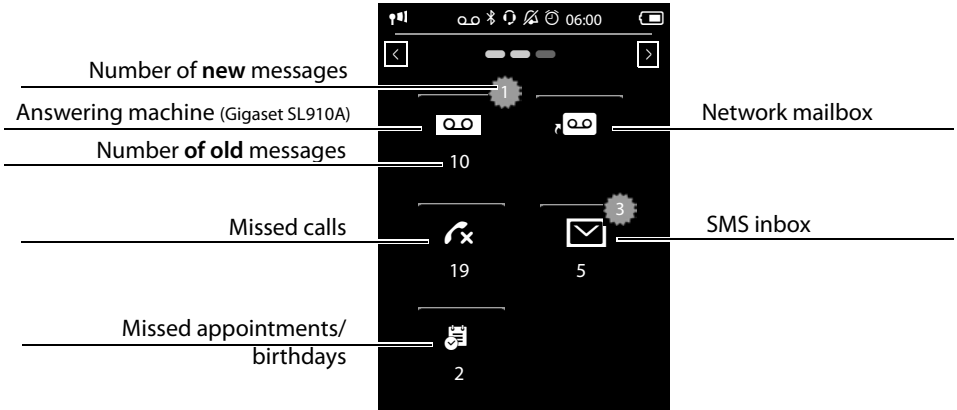 06:00
Number of new messages
1
Answering machine (Gigaset SL910A)
Network mailbox
Number of old messages
10
3
Missed calls
SMS inbox
19
5
Missed appointments/
birthdays
2